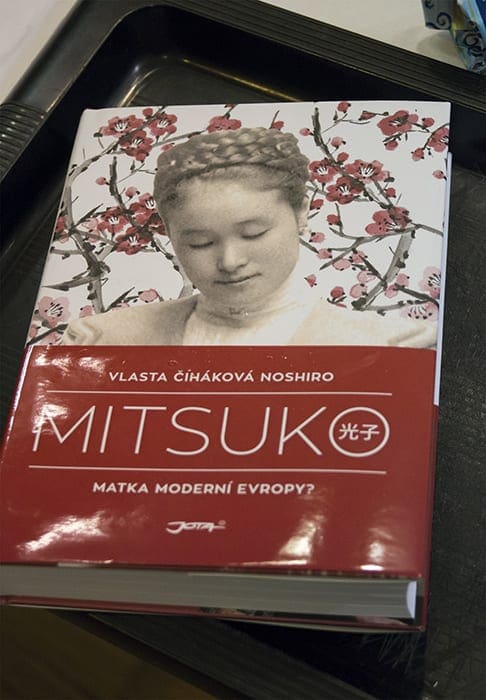 VLASTA ČIHÁKOVÁ NOSHIRO
MITSUKO
光子
MATKA MODERNÍ EVROPY?
JOTA®